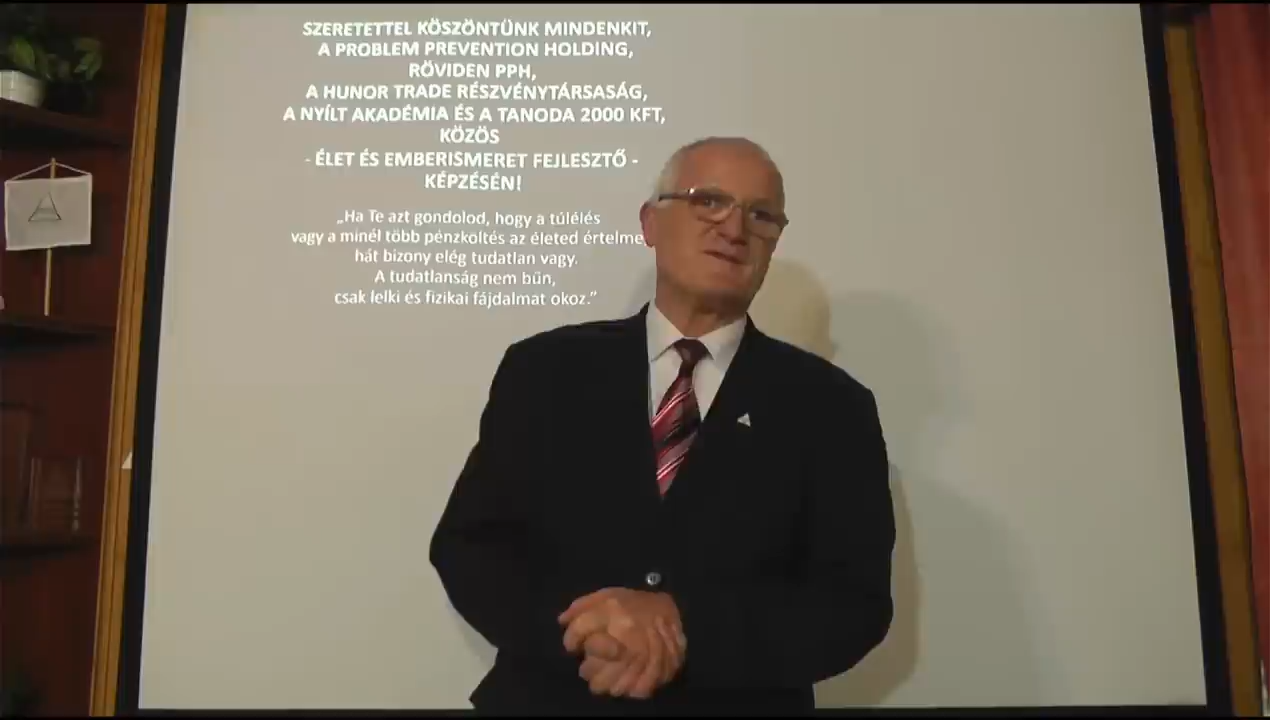 SZERETETTEL KÖSZÖNTÜNK MINDENKIT,
A PROBLEM PREVENTION HOLDING,
RÖVIDEN PPH,
A HUNOR TRADE RÉSZVÉNYTÁRSASÁG,
A NYÍLT AKADÉMIA ÉS A TANODA 2000 KFT,
KÖZÖS
- ÉLET ÉS EMBERISMERET FEJLESZTŐ -
KÉPZÉSÉN!
„Ha Te azt gondolod, hogy a túlélés
vagy a minél több pénzköltés az életed értelme
hát bizony elég tudatlan vagy.
A tudatlanság nem bűn,
csak lelki és fizikai fájdalmat okoz.”